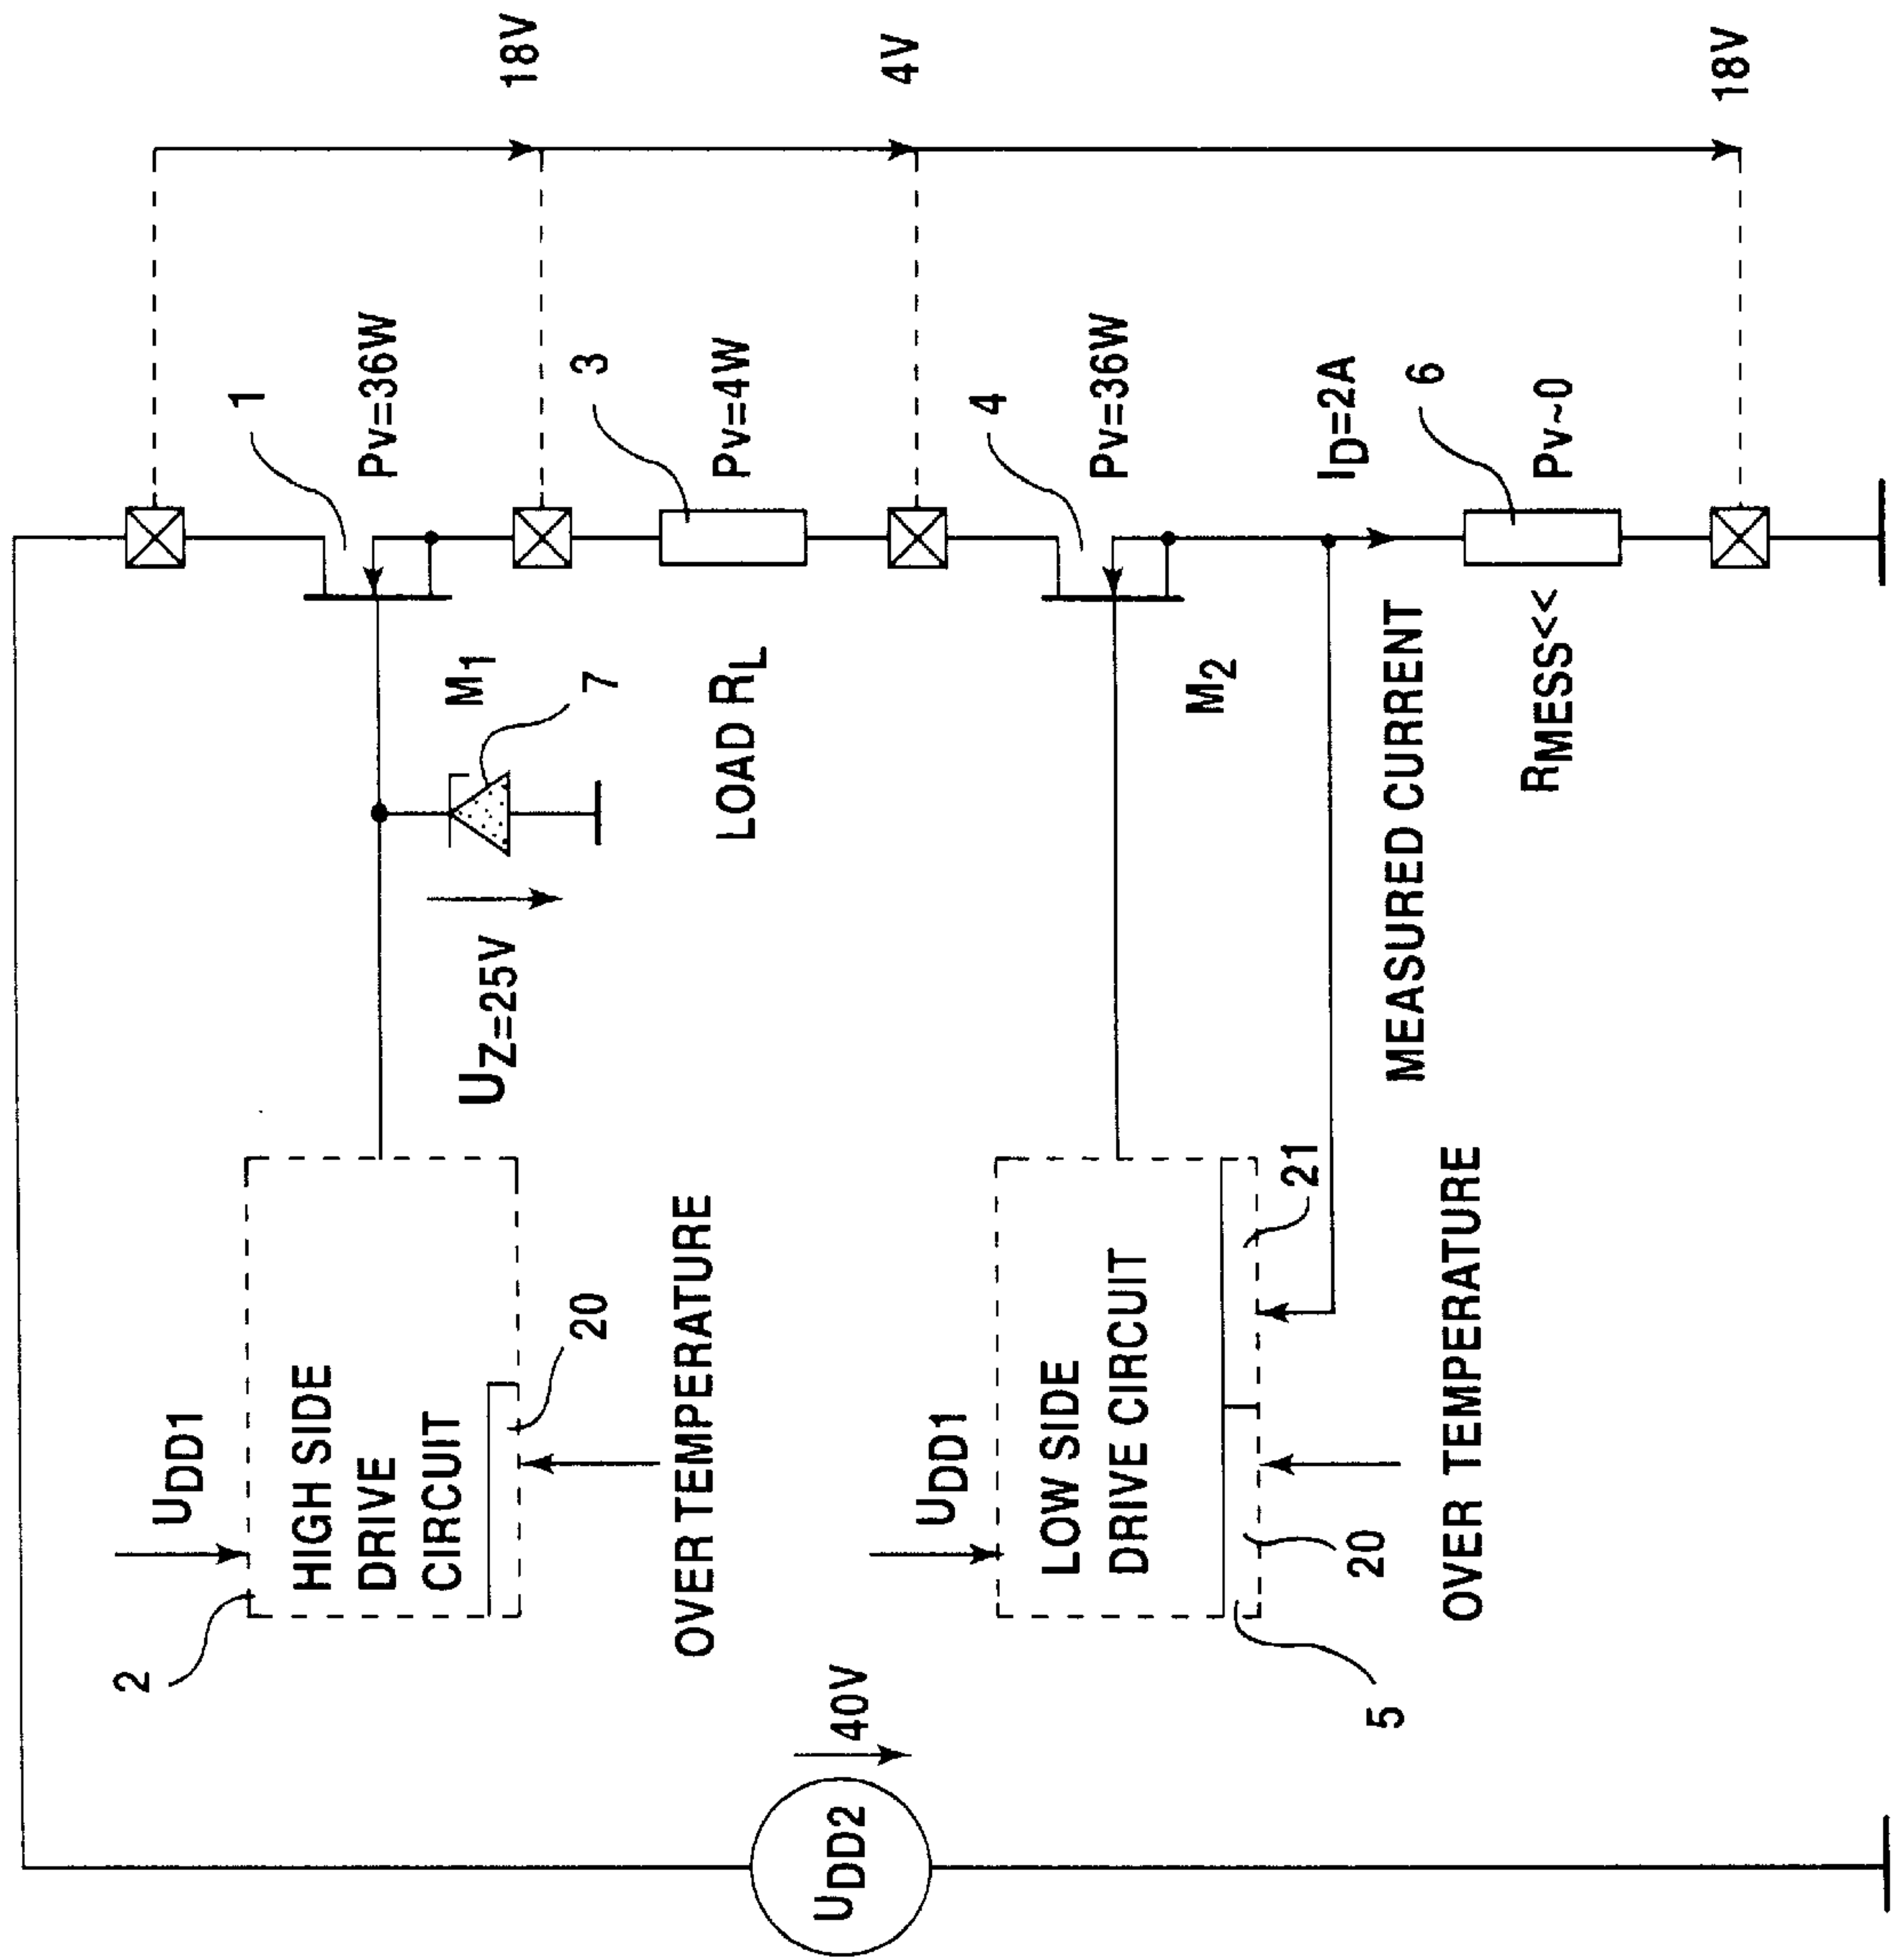 2
UDD1
HIGH SIDE
DRIVE
CIRCUIT
20
OVER TEMPERATURE
UZ=25V
M1
7
1
PV=36W
18V
3
PV=4W
LOAD RL
4V
UDD2
40V
UDD1
LOW SIDE
DRIVE CIRCUIT
21
20
5
OVER TEMPERATURE
MEASURED CURRENT
4
PV=36W
M2
ID=2A
6
PV~0
RMESS<<
18V